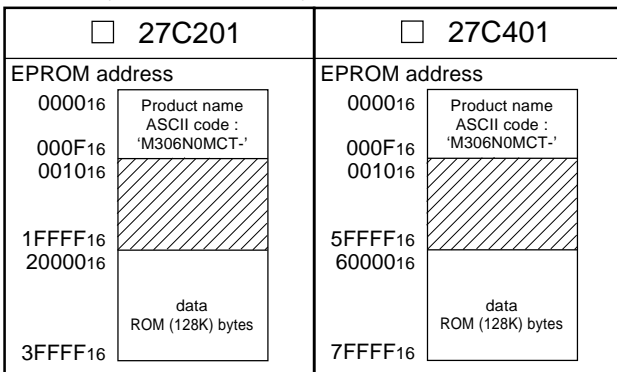 □ 27C201
EPROM address
000016
Product name
ASCII code :
‘M306N0MCT-’
000F16
001016
1FFFF16
2000016
data
ROM (128K) bytes
3FFFF16
□ 27C401
EPROM address
000016
Product name
ASCII code :
‘M306N0MCT-’
000F16
001016
5FFFF16
6000016
data
ROM (128K) bytes
7FFFF16